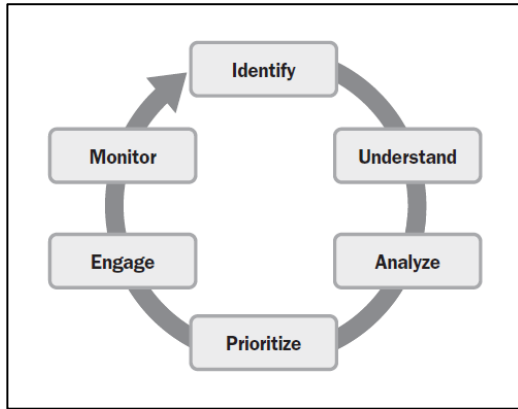 Identify
Understand
Analyze
Prioritize
Engage
Monitor